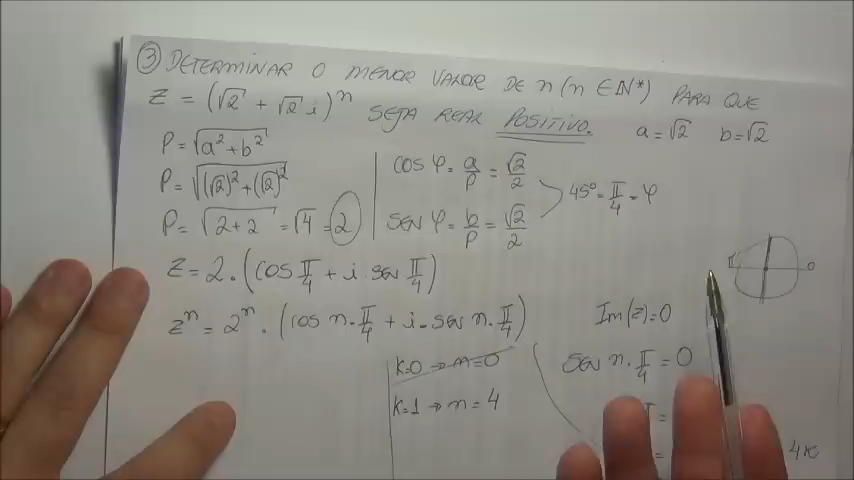 ③ DETERMINAR O MENOR VALOR DE n (n ∈ N*) PARA QUE
Z = (√2 + √2 i)ⁿ SEJA REAL POSITIVO. a = √2 b = √2
ρ = √(a² + b²)
ρ = √((√2)² + (√2)²)
ρ = √(2 + 2) = √4 = 2
COS φ = a/ρ = √2/2
SEN φ = b/ρ = √2/2
45° = π/4 = φ
π 0
Z = 2 · (COS π/4 + i · SEN π/4)
Zⁿ = 2ⁿ · (COS n · π/4 + i · SEN n · π/4)
Im(Z) = 0
SEN n · π/4 = 0
K=0 → n=0
K=1 → n = 4
=
= 4K